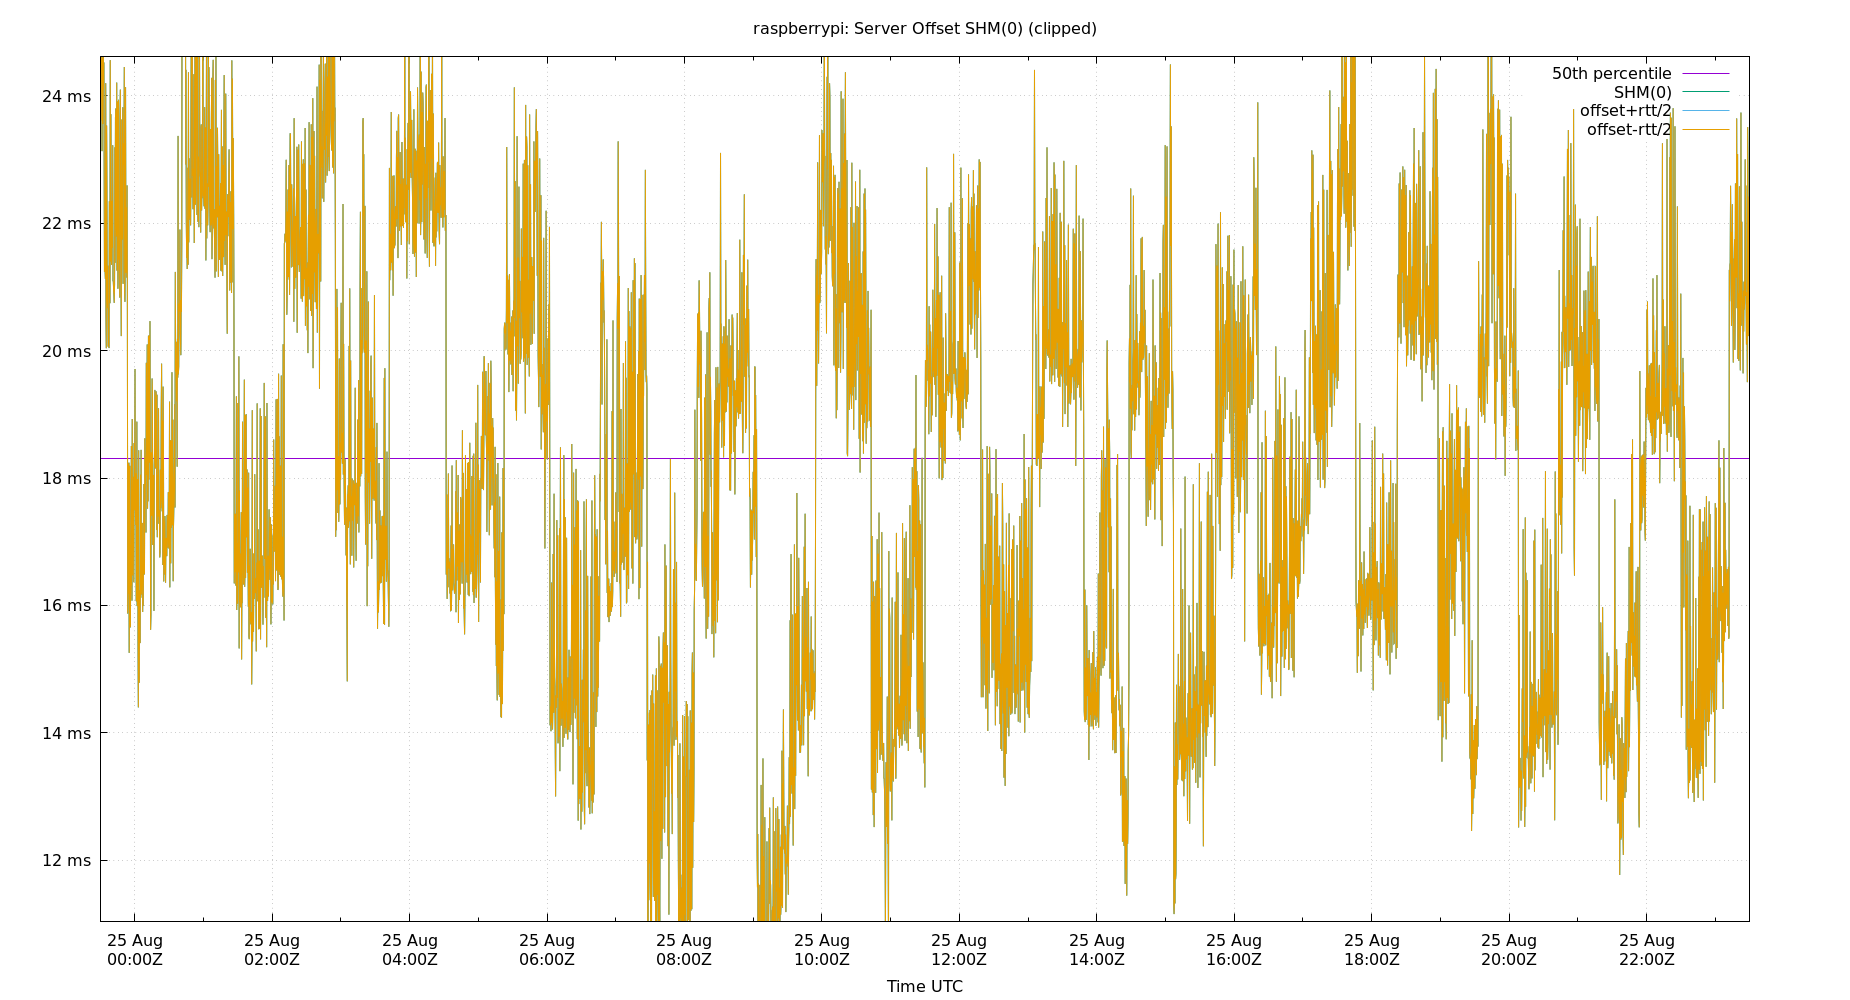 raspberrypi: Server Offset SHM(0) (clipped)
50th percentile
SHM(0)
offset+rtt/2
offset-rtt/2
24 ms
22 ms
20 ms
18 ms
16 ms
14 ms
12 ms
25 Aug 25 Aug 25 Aug 25 Aug 25 Aug 25 Aug 25 Aug 25 Aug 25 Aug 25 Aug 25 Aug 25 Aug
00:00Z 02:00Z 04:00Z 06:00Z 08:00Z 10:00Z 12:00Z 14:00Z 16:00Z 18:00Z 20:00Z 22:00Z
Time UTC